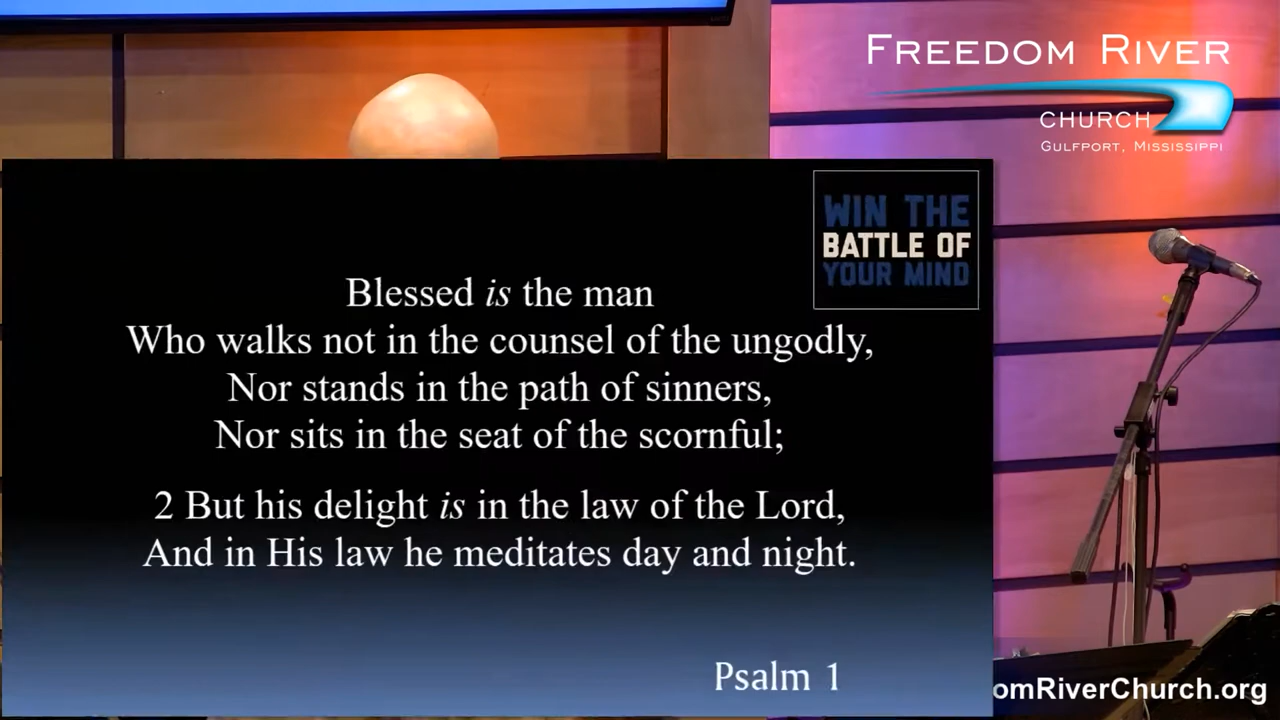 FREEDOM RIVER
CHURCH
GULFPORT, MISSISSIPPI
WIN THE
BATTLE OF
YOUR MIND
Blessed is the man
Who walks not in the counsel of the ungodly,
Nor stands in the path of sinners,
Nor sits in the seat of the scornful;
2 But his delight is in the law of the Lord,
And in His law he meditates day and night.
Psalm 1
omRiverChurch.org